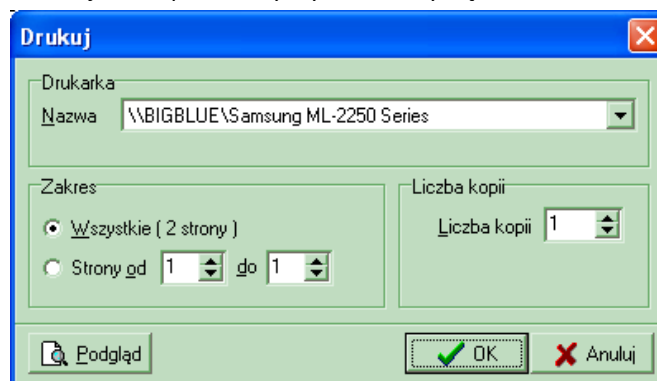 Drukuj
Drukarka
Nazwa \\BIGBLUE\Samsung ML-2250 Series
Zakres
Wszystkie ( 2 strony )
Strony od 1 do 1
Liczba kopii
Liczba kopii 1
Podgląd
OK
Anuluj